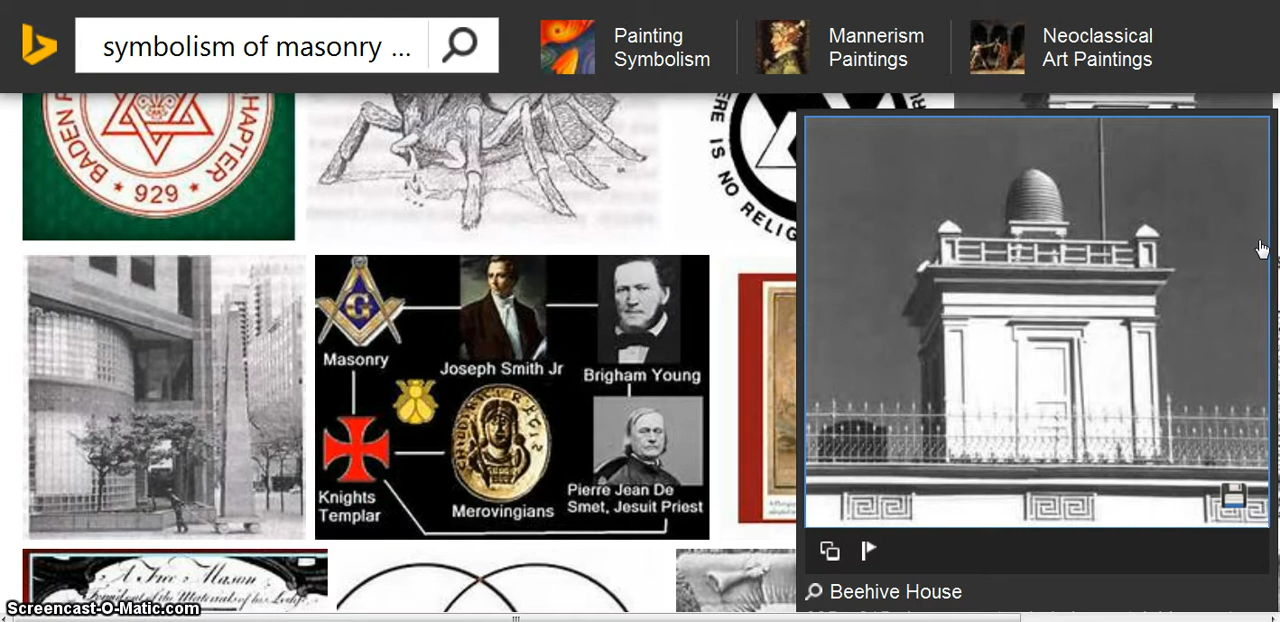 symbolism of masonry ...
Painting
Symbolism
Mannerism
Paintings
Neoclassical
Art Paintings
BADEN
HAPTER
929
ERE IS NO RELIG
Masonry
Joseph Smith Jr
Brigham Young
Knights
Templar
Merovingians
Pierre Jean De
Smet, Jesuit Priest
Beehive House
Screencast-O-Matic.com